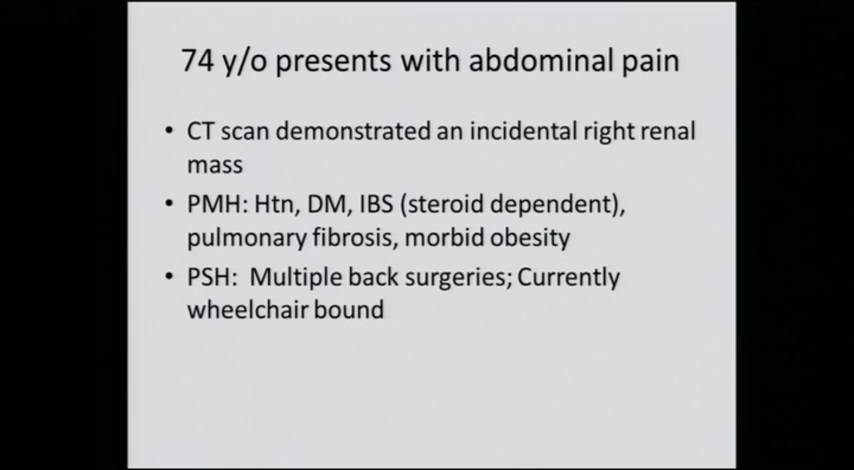 74 y/o presents with abdominal pain
• CT scan demonstrated an incidental right renal
mass
• PMH: Htn, DM, IBS (steroid dependent),
pulmonary fibrosis, morbid obesity
• PSH: Multiple back surgeries; Currently
wheelchair bound